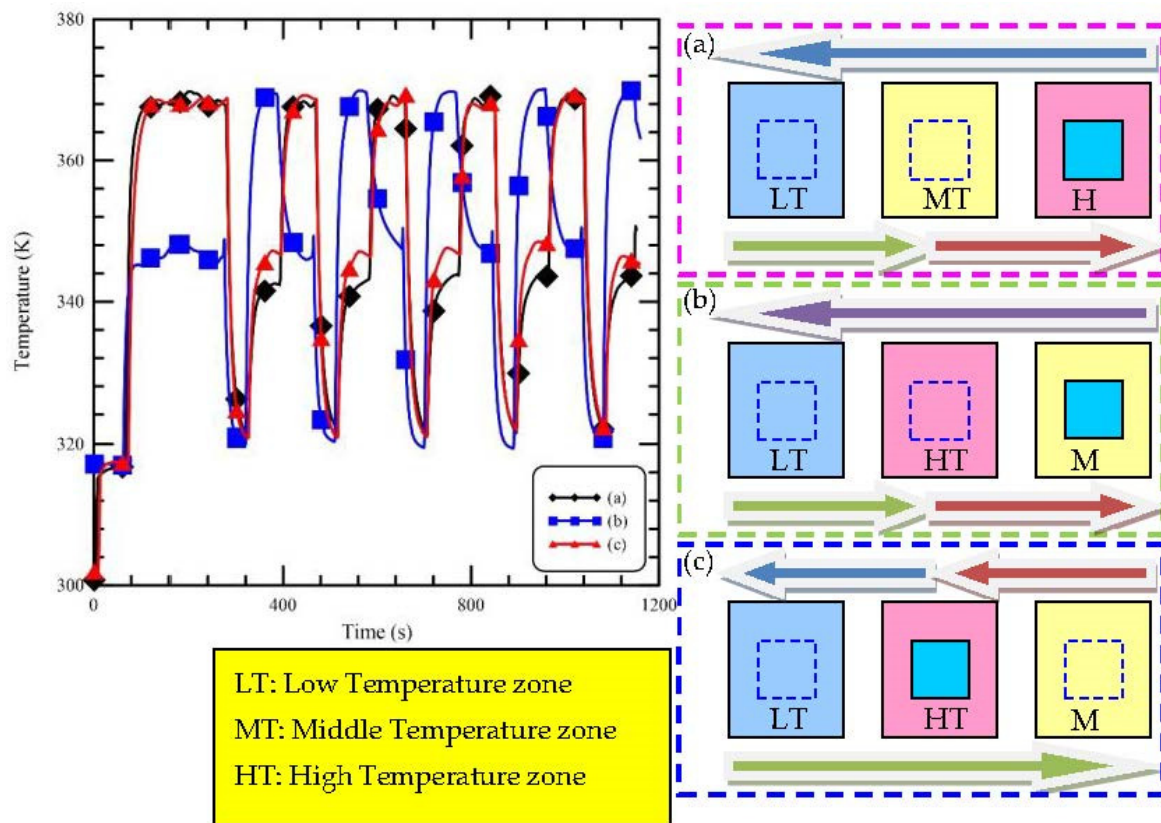 380
360
340
320
300
Temperature (K)
0
400
800
1200
Time (s)
(a)
(b)
(c)
LT: Low Temperature zone
MT: Middle Temperature zone
HT: High Temperature zone
(a)
LT
MT
H
(b)
LT
HT
M
(c)
LT
HT
M